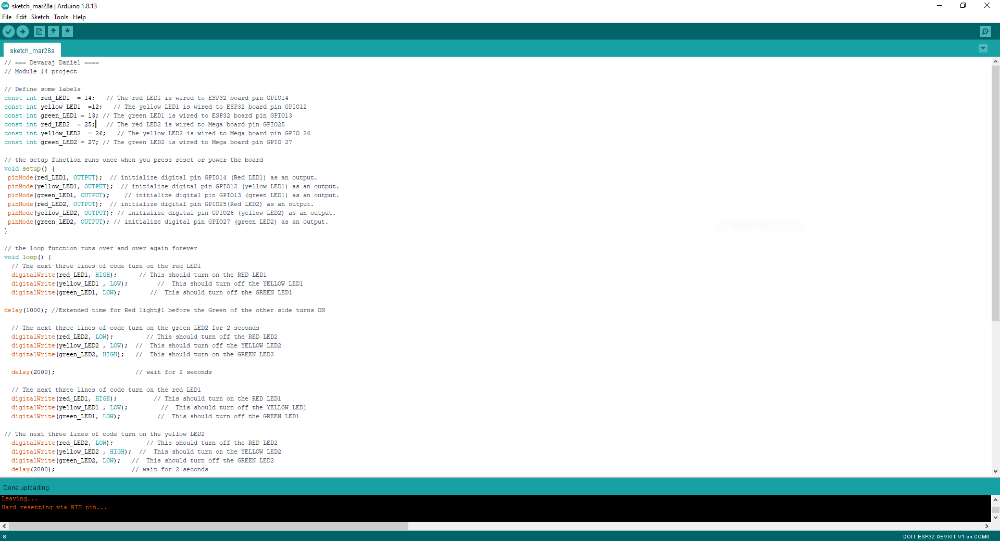 sketch_mar28a | Arduino 1.8.13
File Edit Sketch Tools Help
sketch_mar28a
// === Devaraj Daniel ====
// Module #4 project
// Define some labels
const int red_LED1  = 14;   // The red LED1 is wired to ESP32 board pin GPIO14
const int yellow_LED1  =12;   // The yellow LED1 is wired to ESP32 board pin GPIO12
const int green_LED1 = 13; // The green LED1 is wired to ESP32 board pin GPIO13
const int red_LED2  = 25;   // The red LED2 is wired to Mega board pin GPIO25
const int yellow_LED2  = 26;   // The yellow LED2 is wired to Mega board pin GPIO 26
const int green_LED2 = 27; // The green LED2 is wired to Mega board pin GPIO 27
// the setup function runs once when you press reset or power the board
void setup() {
pinMode(red_LED1, OUTPUT);  // initialize digital pin GPIO14 (Red LED1) as an output.
pinMode(yellow_LED1, OUTPUT);  // initialize digital pin GPIO12 (yellow LED1) as an output.
pinMode(green_LED1, OUTPUT);    // initialize digital pin GPIO13 (green LED1) as an output.
pinMode(red_LED2, OUTPUT);  // initialize digital pin GPIO25(Red LED2) as an output.
pinMode(yellow_LED2, OUTPUT); // initialize digital pin GPIO26 (yellow LED2) as an output.
pinMode(green_LED2, OUTPUT); // initialize digital pin GPIO27 (green LED2) as an output.
}
// the loop function runs over and over again forever
void loop() {
// The next three lines of code turn on the red LED1
digitalWrite(red_LED1, HIGH);      // This should turn on the RED LED1
digitalWrite(yellow_LED1 , LOW);        //  This should turn off the YELLOW LED1
digitalWrite(green_LED1, LOW);        //  This should turn off the GREEN LED1
delay(1000); //Extended time for Red light#1 before the Green of the other side turns ON
// The next three lines of code turn on the green LED2 for 2 seconds
digitalWrite(red_LED2, LOW);         // This should turn off the RED LED2
digitalWrite(yellow_LED2 , LOW);  //  This should turn off the YELLOW LED2
digitalWrite(green_LED2, HIGH);   //  This should turn on the GREEN LED2
delay(2000);                      // wait for 2 seconds
// The next three lines of code turn on the red LED1
digitalWrite(red_LED1, HIGH);          // This should turn on the RED LED1
digitalWrite(yellow_LED1 , LOW);         //  This should turn off the YELLOW LED1
digitalWrite(green_LED1, LOW);          //  This should turn off the GREEN LED1
// The next three lines of code turn on the yellow LED2
digitalWrite(red_LED2, LOW);         // This should turn off the RED LED2
digitalWrite(yellow_LED2 , HIGH);  //  This should turn on the YELLOW LED2
digitalWrite(green_LED2, LOW);   //  This should turn off the GREEN LED2
delay(2000);                     // wait for 2 seconds
Done uploading.
Leaving...
Hard resetting via RTS pin...
8
DOIT ESP32 DEVKIT V1 on COM6